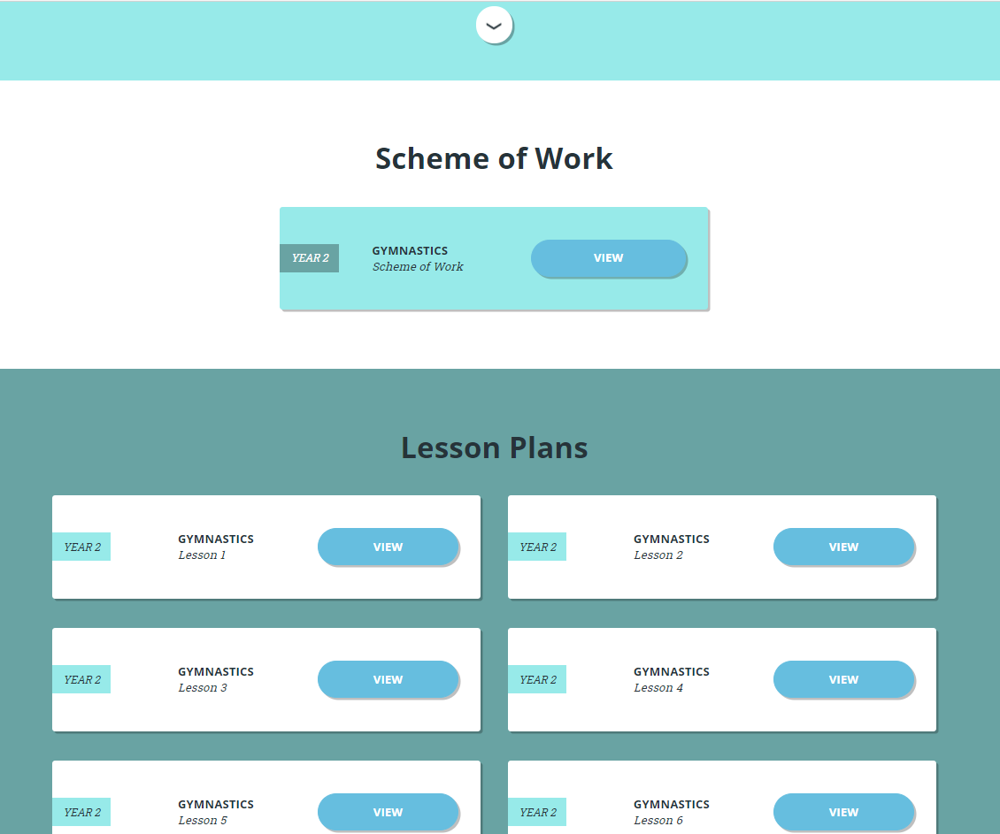 Scheme of Work
YEAR 2
GYMNASTICS
Scheme of Work
VIEW
Lesson Plans
YEAR 2
GYMNASTICS
Lesson 1
VIEW
YEAR 2
GYMNASTICS
Lesson 2
VIEW
YEAR 2
GYMNASTICS
Lesson 3
VIEW
YEAR 2
GYMNASTICS
Lesson 4
VIEW
YEAR 2
GYMNASTICS
Lesson 5
VIEW
YEAR 2
GYMNASTICS
Lesson 6
VIEW